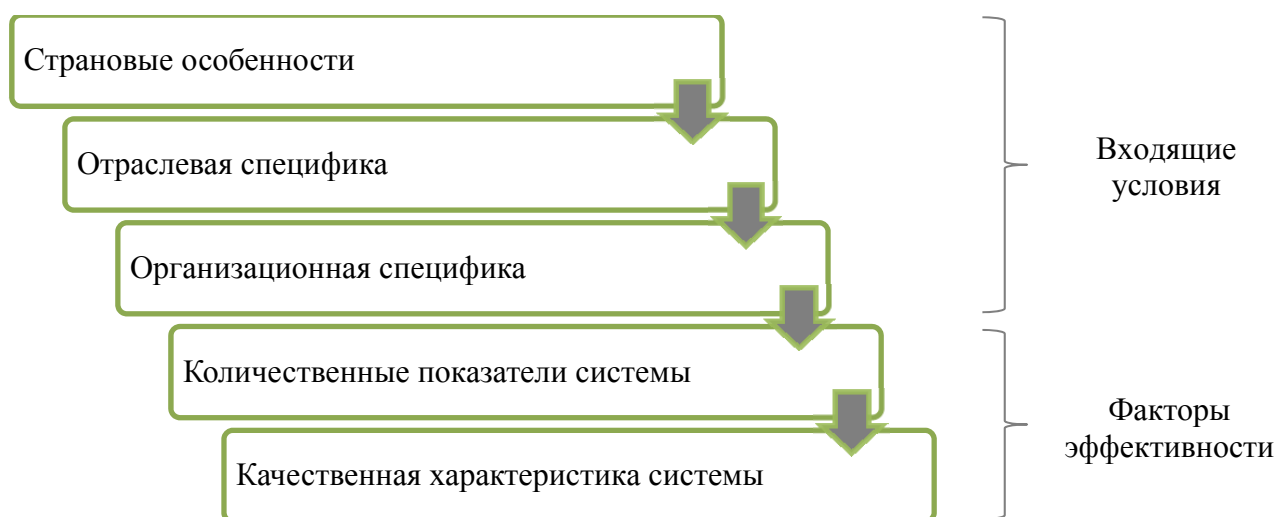 Страновые особенности
Отраслевая специфика
Организационная специфика
Количественные показатели системы
Качественная характеристика системы
Входящие
условия
Факторы
эффективности